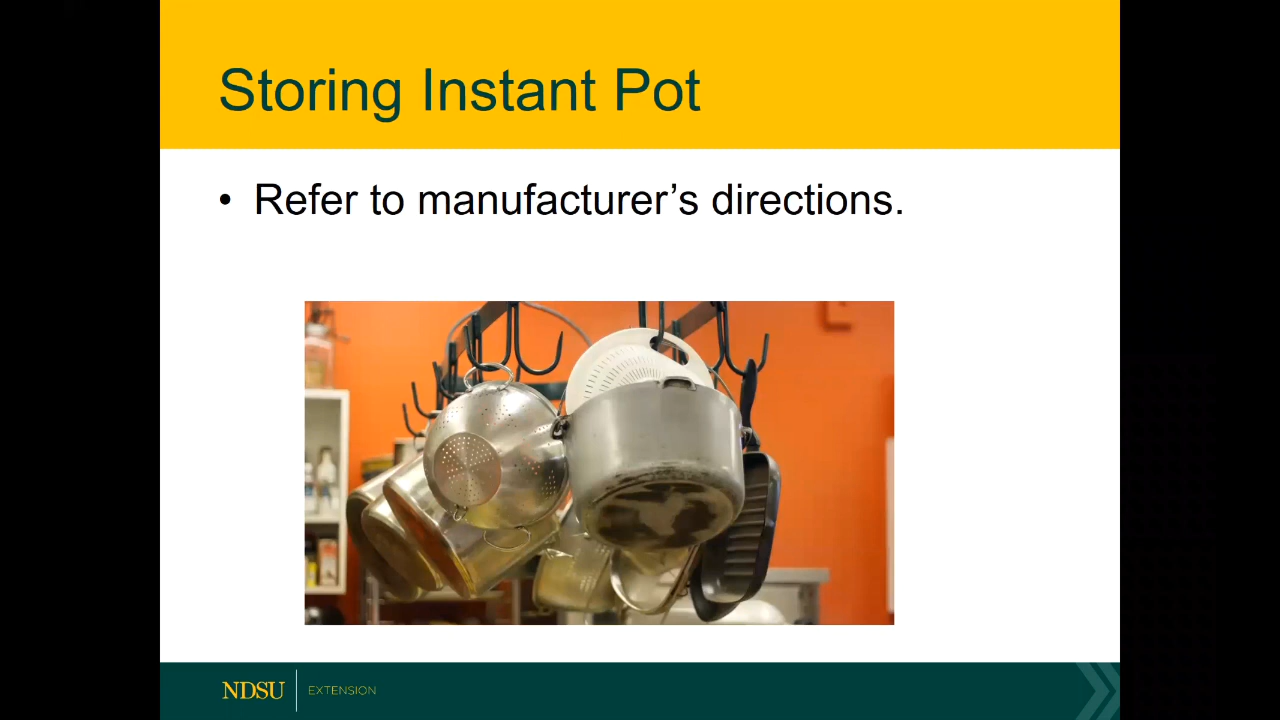 Storing Instant Pot
• Refer to manufacturer’s directions.
NDSU | EXTENSION